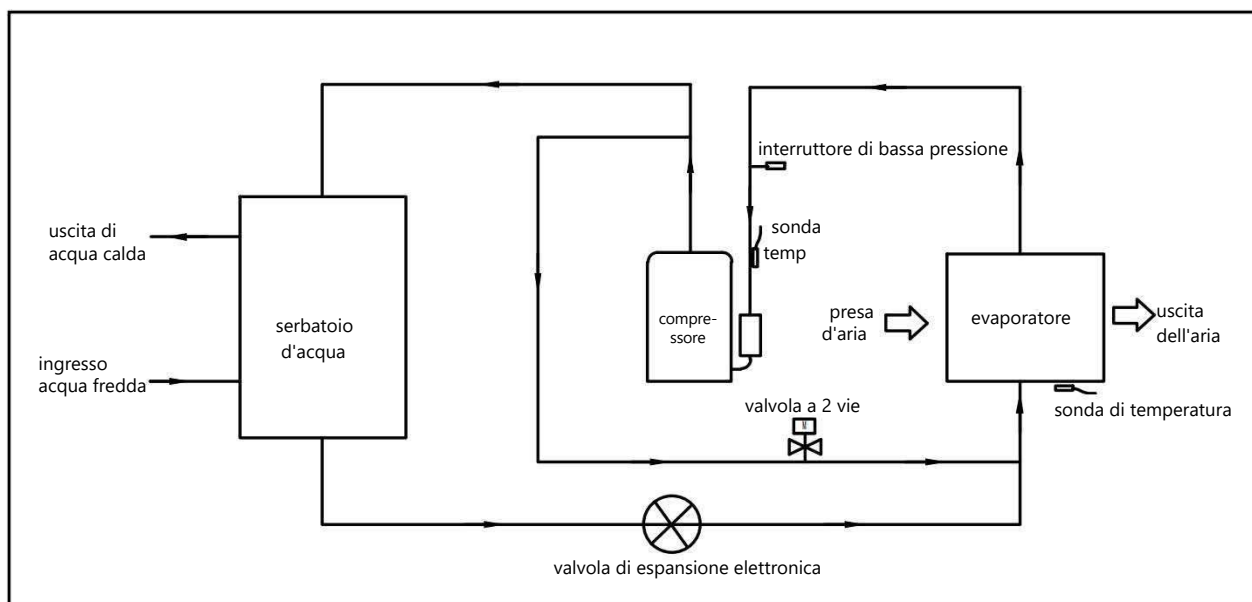 interruttore di bassa pressione
uscita di
acqua calda
sonda
temp
serbatoio
d'acqua
compre-
ssore
presa
d'aria
evaporatore
uscita
dell'aria
ingresso
acqua fredda
valvola a 2 vie
M
sonda di temperatura
valvola di espansione elettronica